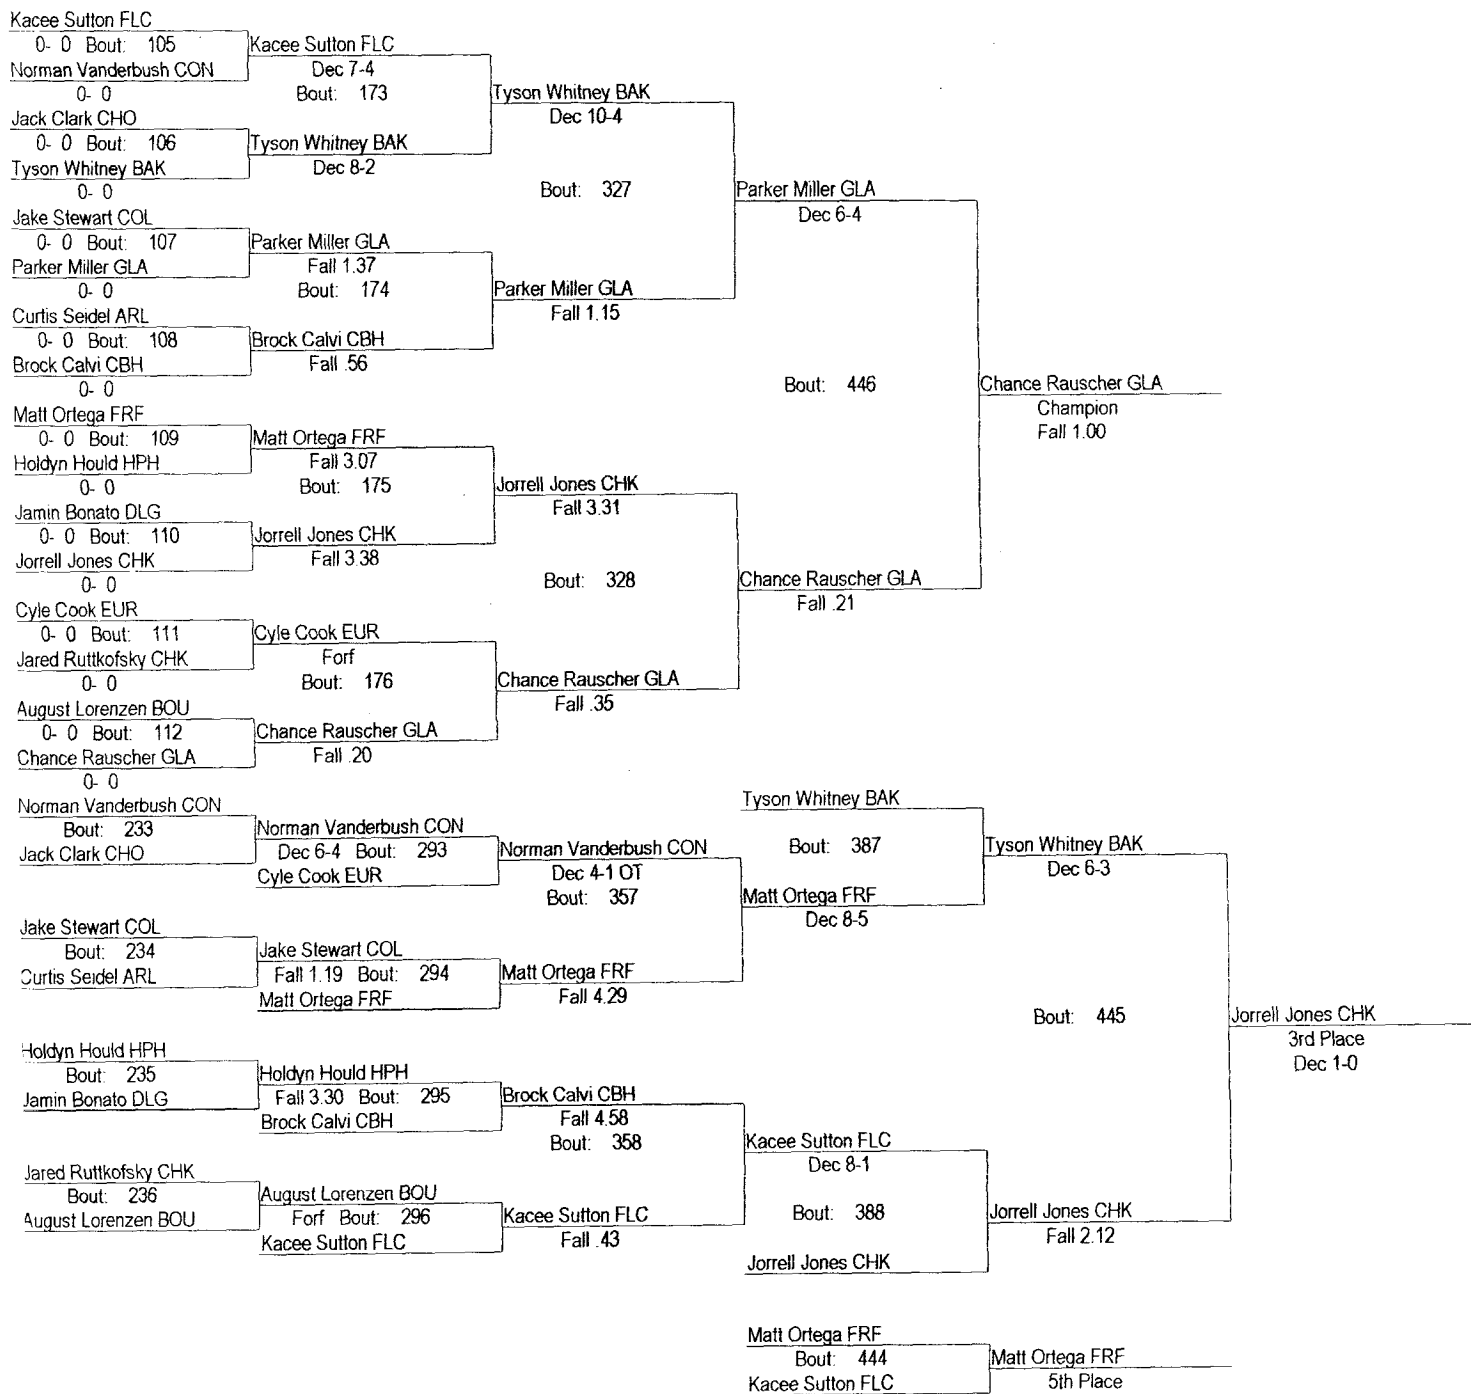 Kacee Sutton FLC
0- 0 Bout: 105
Norman Vanderbush CON
0- 0
Jack Clark CHO
0- 0 Bout: 106
Tyson Whitney BAK
0- 0
Jake Stewart COL
0- 0 Bout: 107
Parker Miller GLA
0- 0
Curtis Seidel ARL
0- 0 Bout: 108
Brock Calvi CBH
0- 0
Matt Ortega FRF
0- 0 Bout: 109
Holdyn Hould HPH
0- 0
Jamin Bonato DLG
0- 0 Bout: 110
Jorrell Jones CHK
0- 0
Cyle Cook EUR
0- 0 Bout: 111
Jared Ruttkofsky CHK
0- 0
August Lorenzen BOU
0- 0 Bout: 112
Chance Rauscher GLA
0- 0
Kacee Sutton FLC
Dec 7-4
Bout: 173
Tyson Whitney BAK
Dec 8-2
Parker Miller GLA
Fall 1.37
Bout: 174
Brock Calvi CBH
Fall .56
Matt Ortega FRF
Fall 3.07
Bout: 175
Jorrell Jones CHK
Fall 3.38
Cyle Cook EUR
Forf
Bout: 176
Chance Rauscher GLA
Fall .20
Tyson Whitney BAK
Dec 10-4
Bout: 327
Parker Miller GLA
Fall 1.15
Jorrell Jones CHK
Fall 3.31
Bout: 328
Chance Rauscher GLA
Fall .35
Parker Miller GLA
Dec 6-4
Bout: 446
Chance Rauscher GLA
Fall .21
Chance Rauscher GLA
Champion
Fall 1.00
Norman Vanderbush CON
Bout: 233
Jack Clark CHO
Jake Stewart COL
Bout: 234
Curtis Seidel ARL
Holdyn Hould HPH
Bout: 235
Jamin Bonato DLG
Jared Ruttkofsky CHK
Bout: 236
August Lorenzen BOU
Norman Vanderbush CON
Dec 6-4 Bout: 293
Cyle Cook EUR
Jake Stewart COL
Fall 1.19 Bout: 294
Matt Ortega FRF
Holdyn Hould HPH
Fall 3.30 Bout: 295
Brock Calvi CBH
August Lorenzen BOU
Forf Bout: 296
Kacee Sutton FLC
Norman Vanderbush CON
Dec 4-1 OT
Bout: 357
Matt Ortega FRF
Fall 4.29
Brock Calvi CBH
Fall 4.58
Bout: 358
Kacee Sutton FLC
Fall .43
Tyson Whitney BAK
Bout: 387
Matt Ortega FRF
Dec 8-5
Kacee Sutton FLC
Dec 8-1
Bout: 388
Jorrell Jones CHK
Tyson Whitney BAK
Dec 6-3
Bout: 445
Jorrell Jones CHK
Fall 2.12
Jorrell Jones CHK
3rd Place
Dec 1-0
Matt Ortega FRF
Bout: 444
Kacee Sutton FLC
Matt Ortega FRF
5th Place